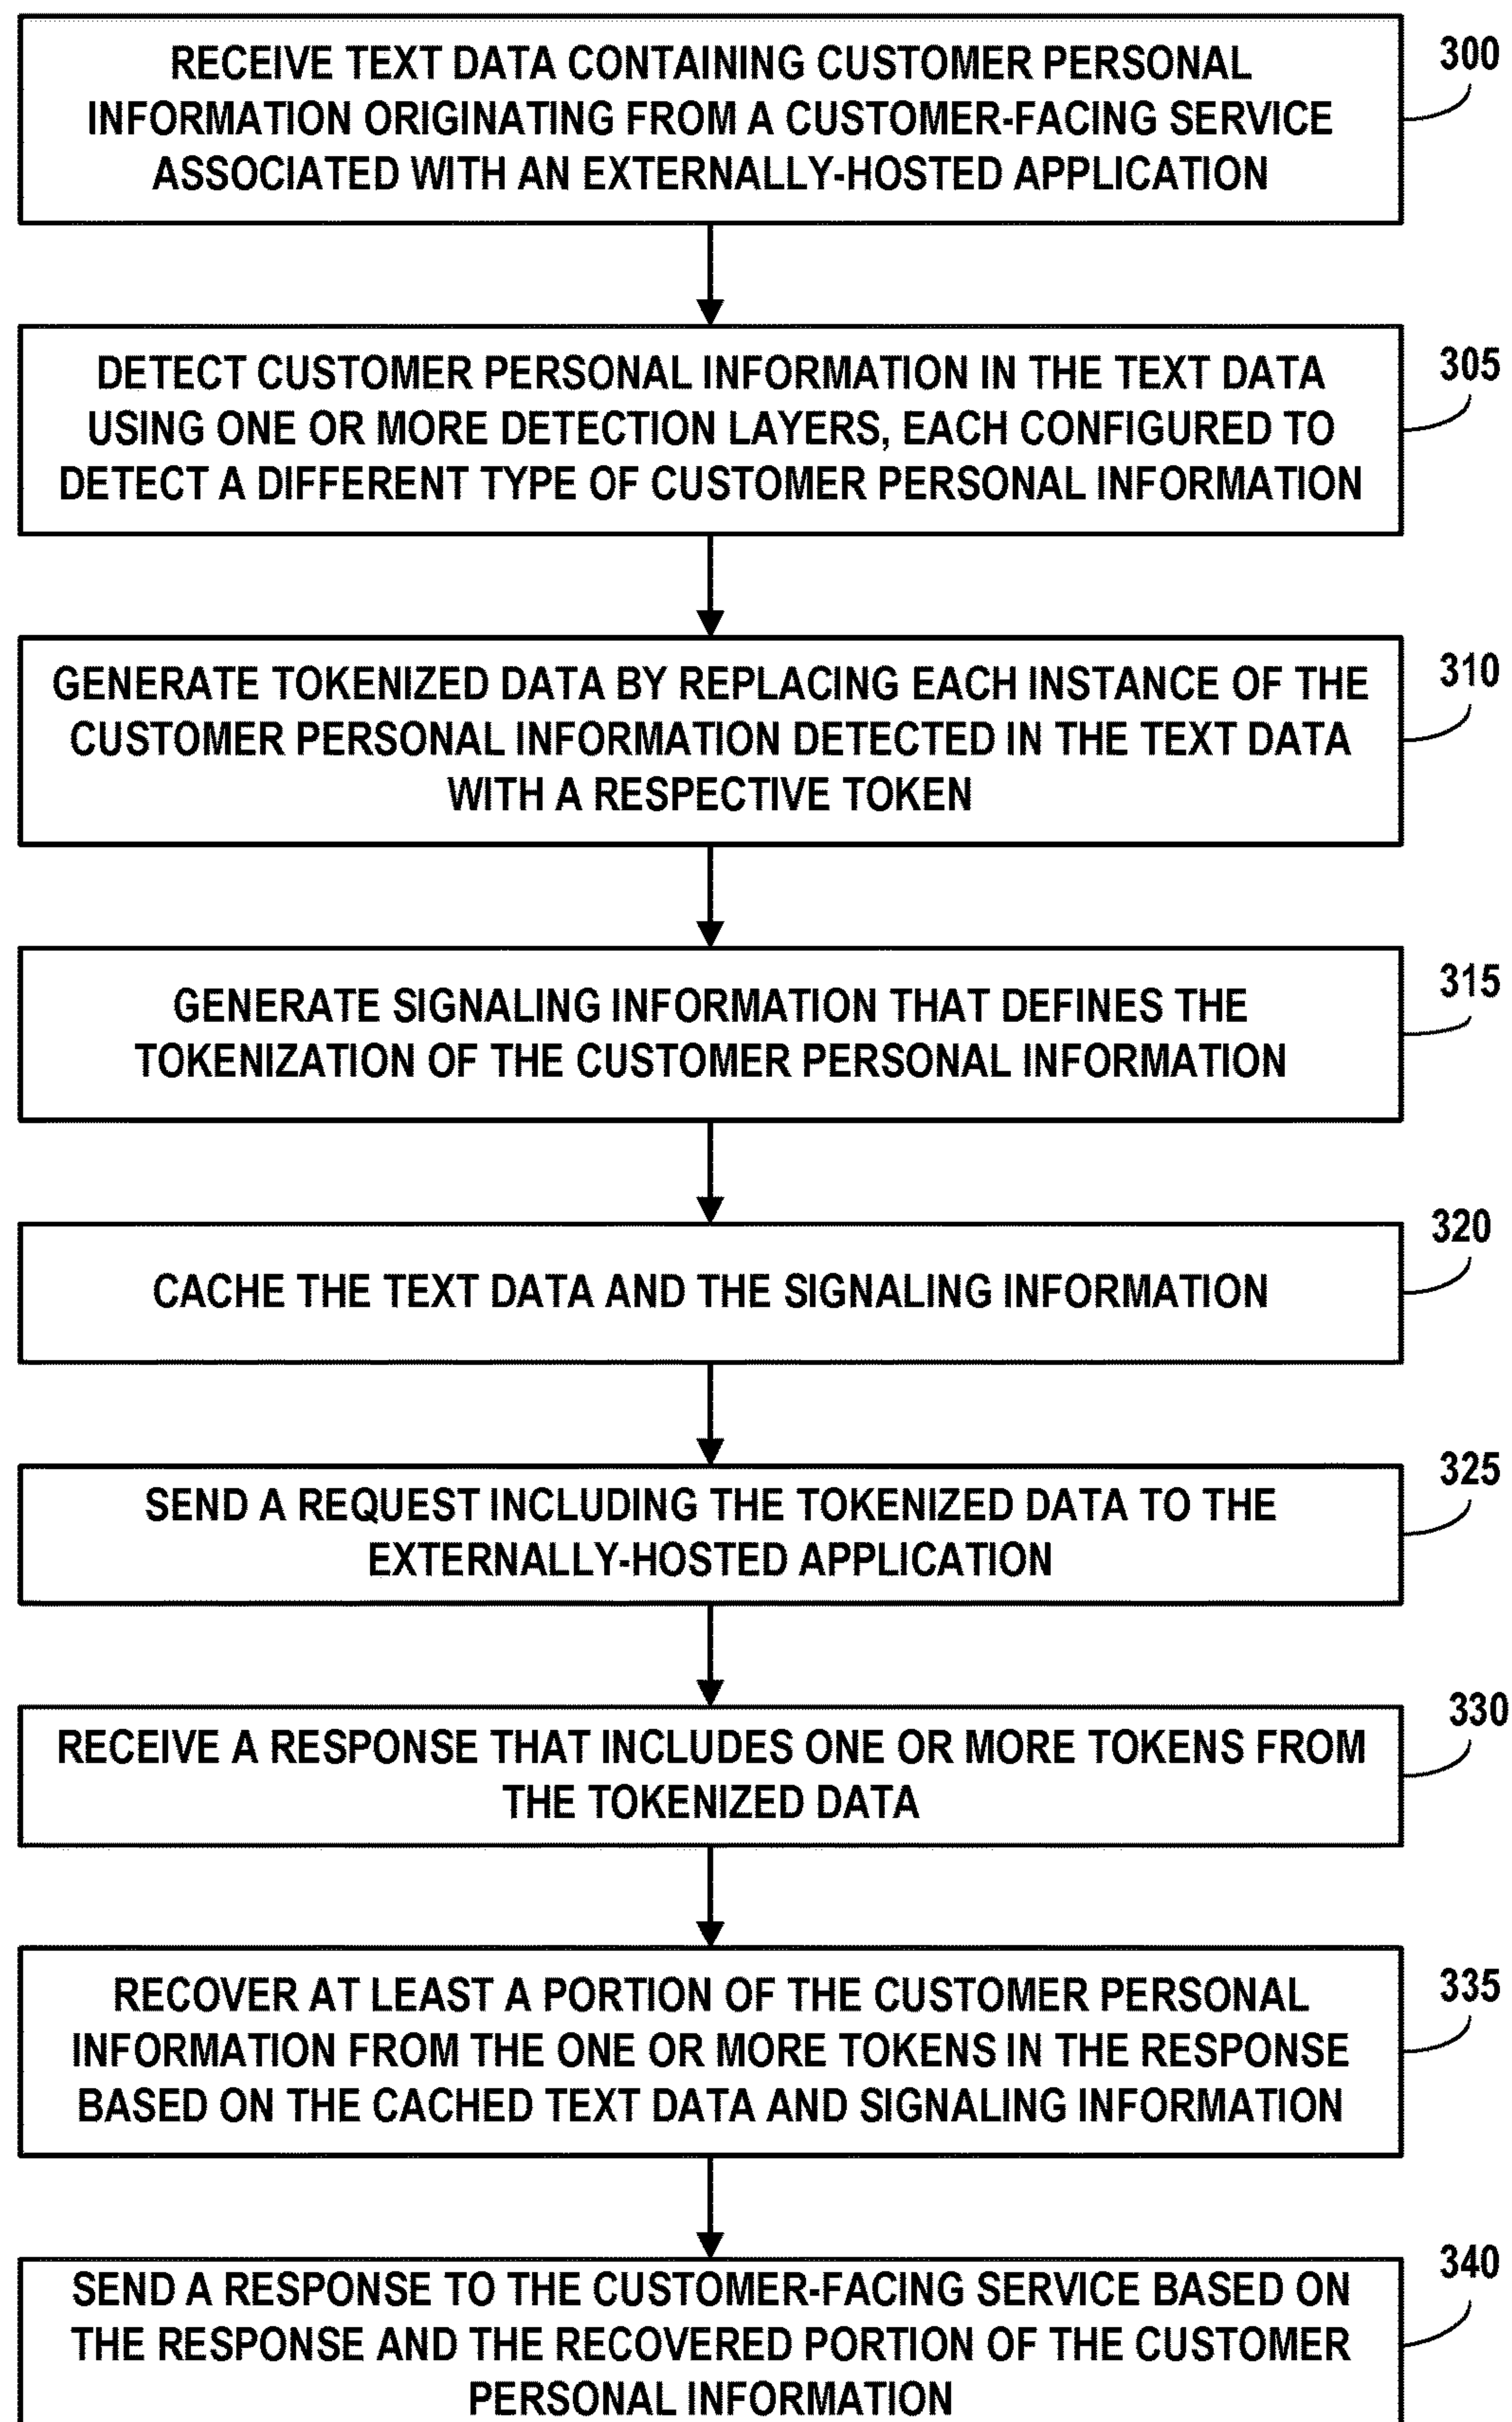 RECEIVE TEXT DATA CONTAINING CUSTOMER PERSONAL
INFORMATION ORIGINATING FROM A CUSTOMER-FACING SERVICE
ASSOCIATED WITH AN EXTERNALLY-HOSTED APPLICATION
300
DETECT CUSTOMER PERSONAL INFORMATION IN THE TEXT DATA
USING ONE OR MORE DETECTION LAYERS, EACH CONFIGURED TO
DETECT A DIFFERENT TYPE OF CUSTOMER PERSONAL INFORMATION
305
GENERATE TOKENIZED DATA BY REPLACING EACH INSTANCE OF THE
CUSTOMER PERSONAL INFORMATION DETECTED IN THE TEXT DATA
WITH A RESPECTIVE TOKEN
310
GENERATE SIGNALING INFORMATION THAT DEFINES THE
TOKENIZATION OF THE CUSTOMER PERSONAL INFORMATION
315
CACHE THE TEXT DATA AND THE SIGNALING INFORMATION
320
SEND A REQUEST INCLUDING THE TOKENIZED DATA TO THE
EXTERNALLY-HOSTED APPLICATION
325
RECEIVE A RESPONSE THAT INCLUDES ONE OR MORE TOKENS FROM
THE TOKENIZED DATA
330
RECOVER AT LEAST A PORTION OF THE CUSTOMER PERSONAL
INFORMATION FROM THE ONE OR MORE TOKENS IN THE RESPONSE
BASED ON THE CACHED TEXT DATA AND SIGNALING INFORMATION
335
SEND A RESPONSE TO THE CUSTOMER-FACING SERVICE BASED ON
THE RESPONSE AND THE RECOVERED PORTION OF THE CUSTOMER
PERSONAL INFORMATION
340